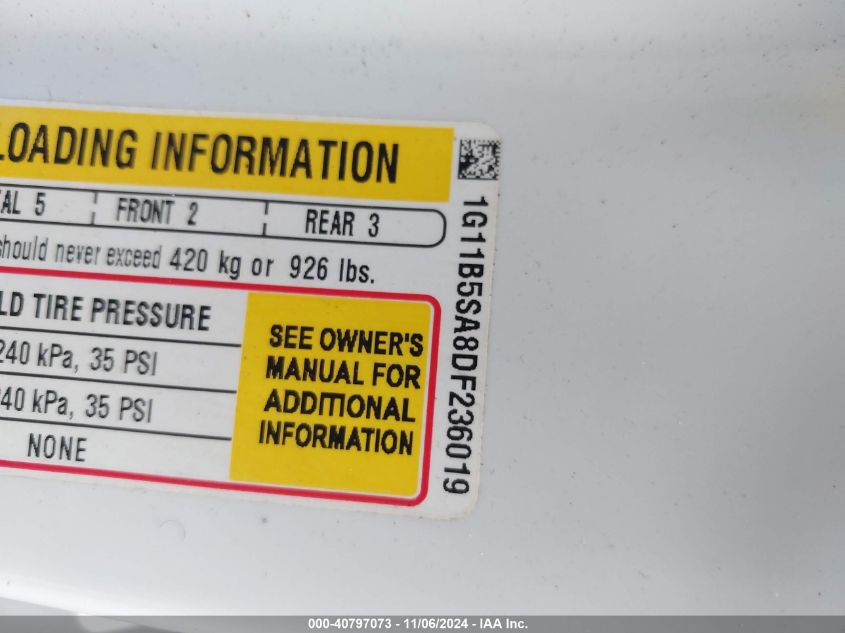 LOADING INFORMATION
AL 5 FRONT 2 REAR 3
should never exceed 420 kg or 926 lbs.
LD TIRE PRESSURE
240 kPa, 35 PSI
240 kPa, 35 PSI
NONE
SEE OWNER'S
MANUAL FOR
ADDITIONAL
INFORMATION
1G11B5SA8DF236019
000-40797073 - 11/06/2024 - IAA Inc.